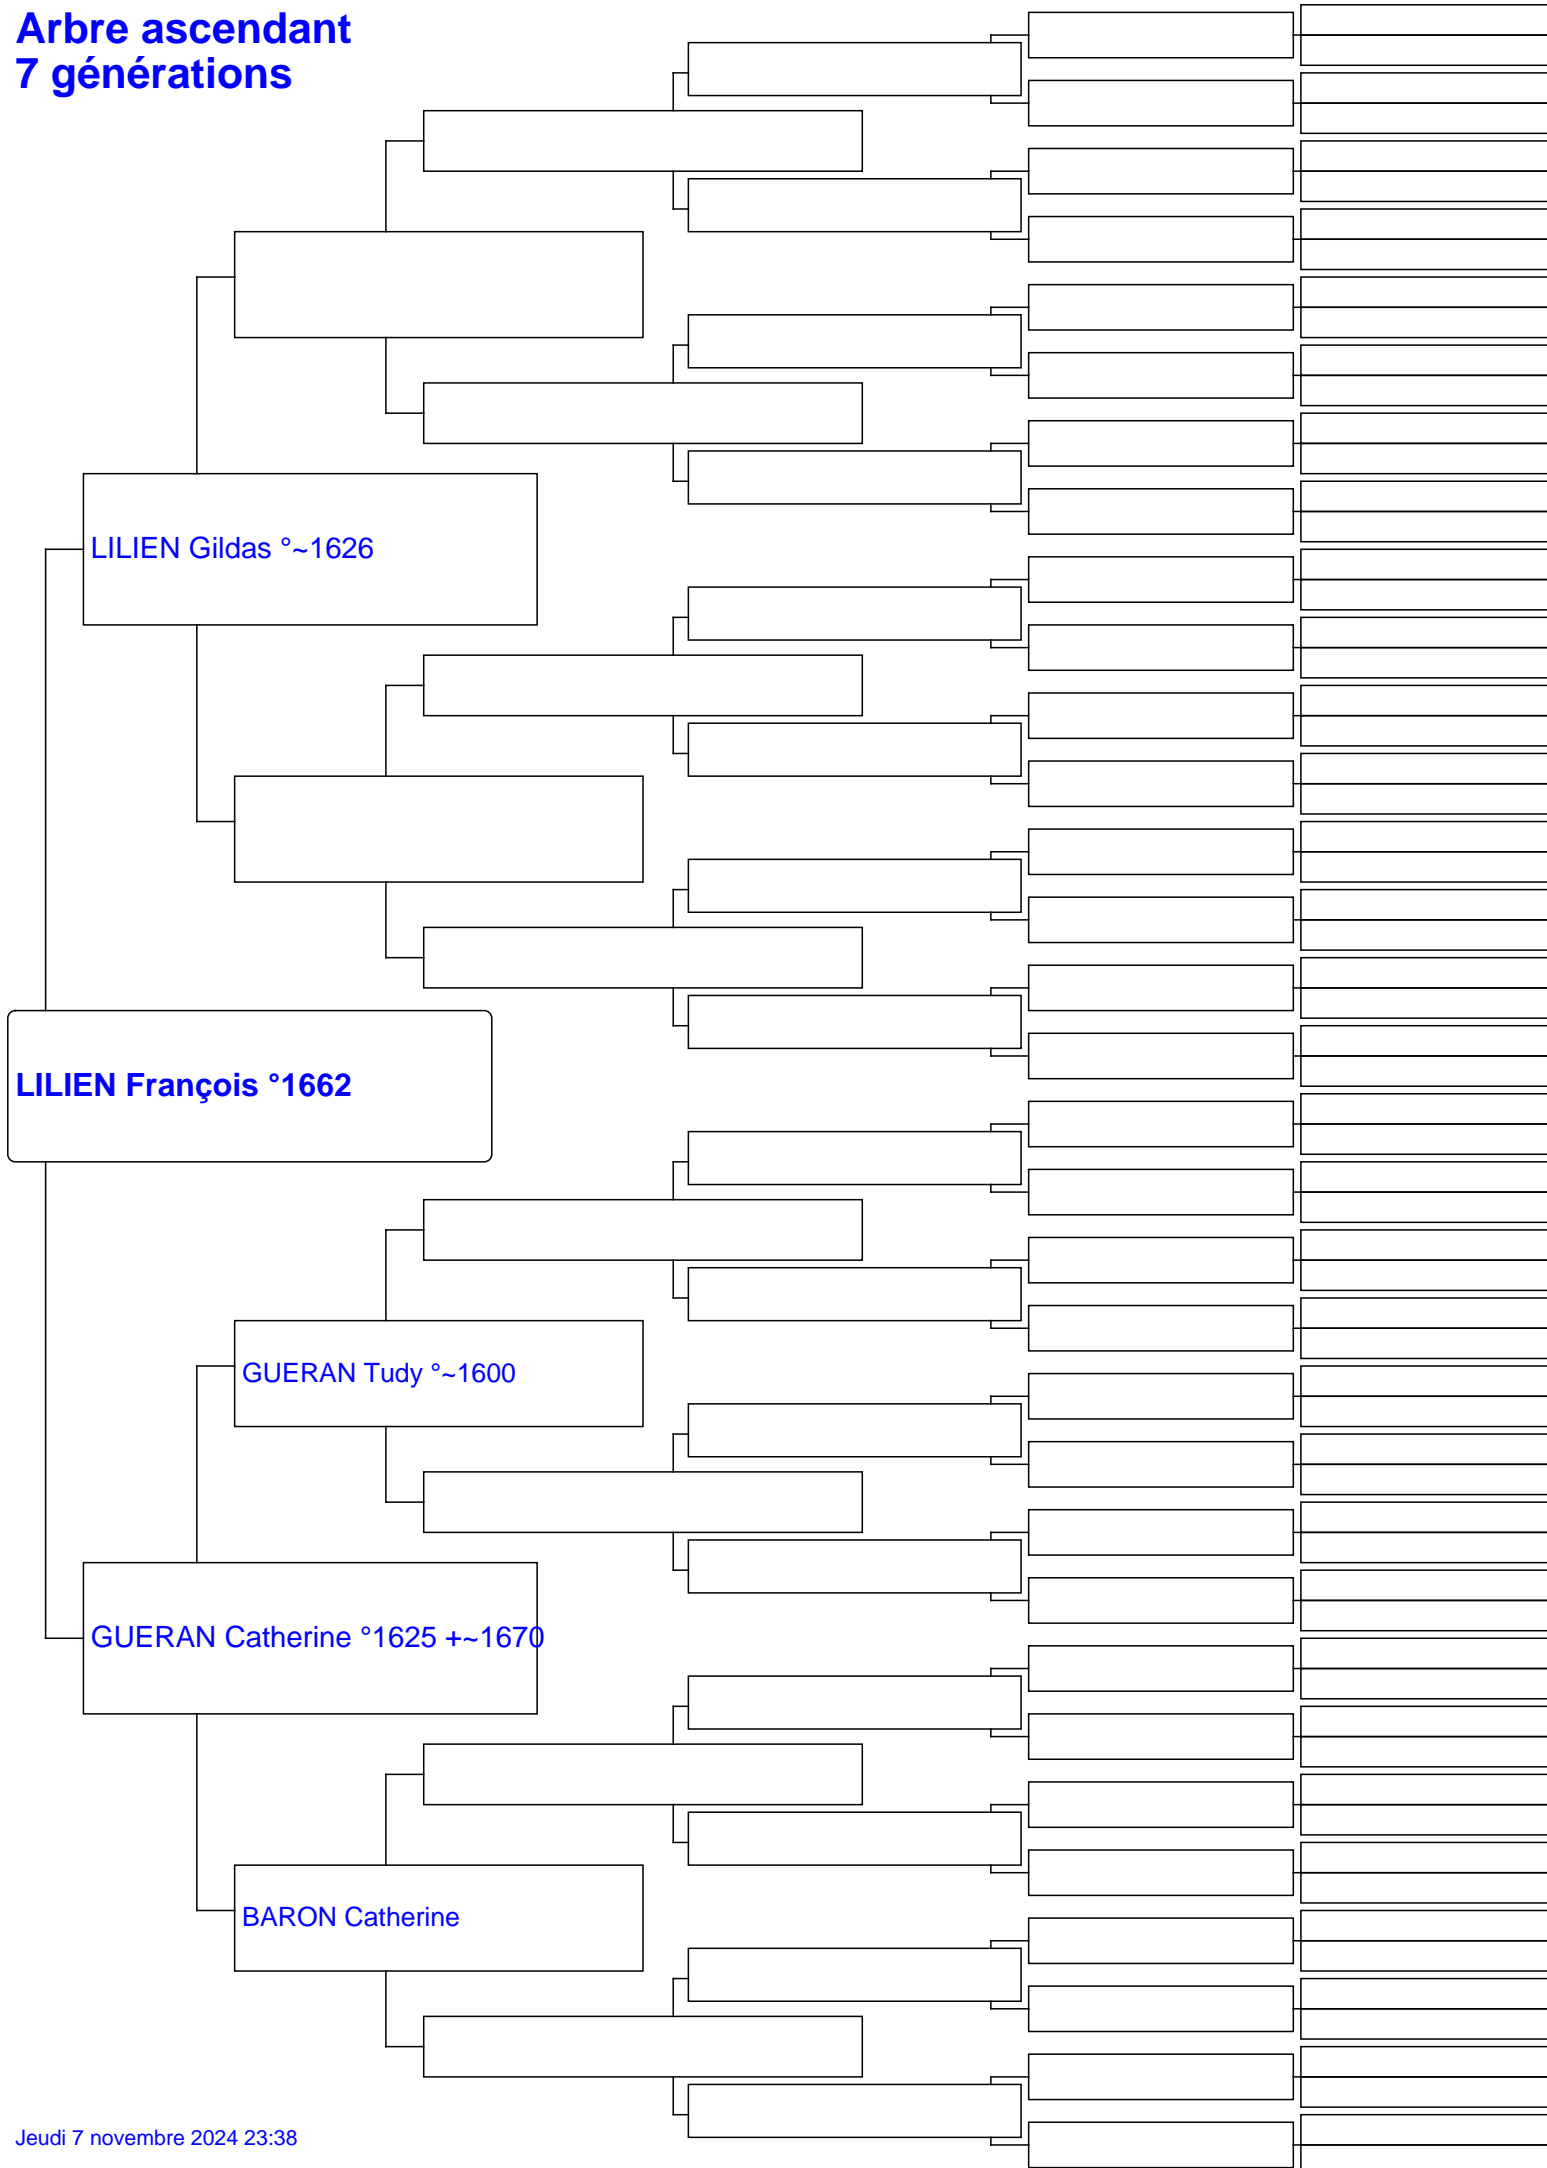 Arbre ascendant
7 générations
LILIEN Gildas °~1626
LILIEN François °1662
GUERAN Tudy °~1600
GUERAN Catherine °1625 +~1670
BARON Catherine
Jeudi 7 novembre 2024 23:38